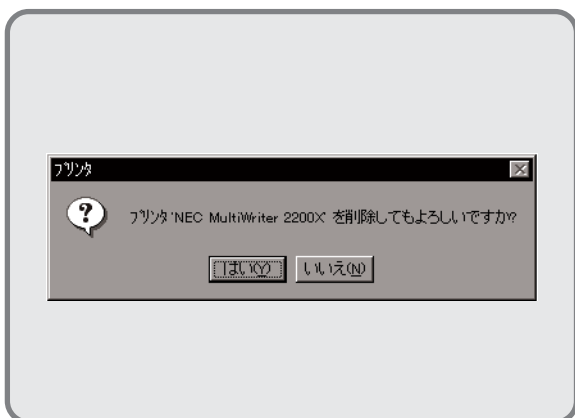 プリンタ
プリンタ 'NEC MultiWriter 2200X' を削除してもよろしいですか?
はい(Y) いいえ(N)